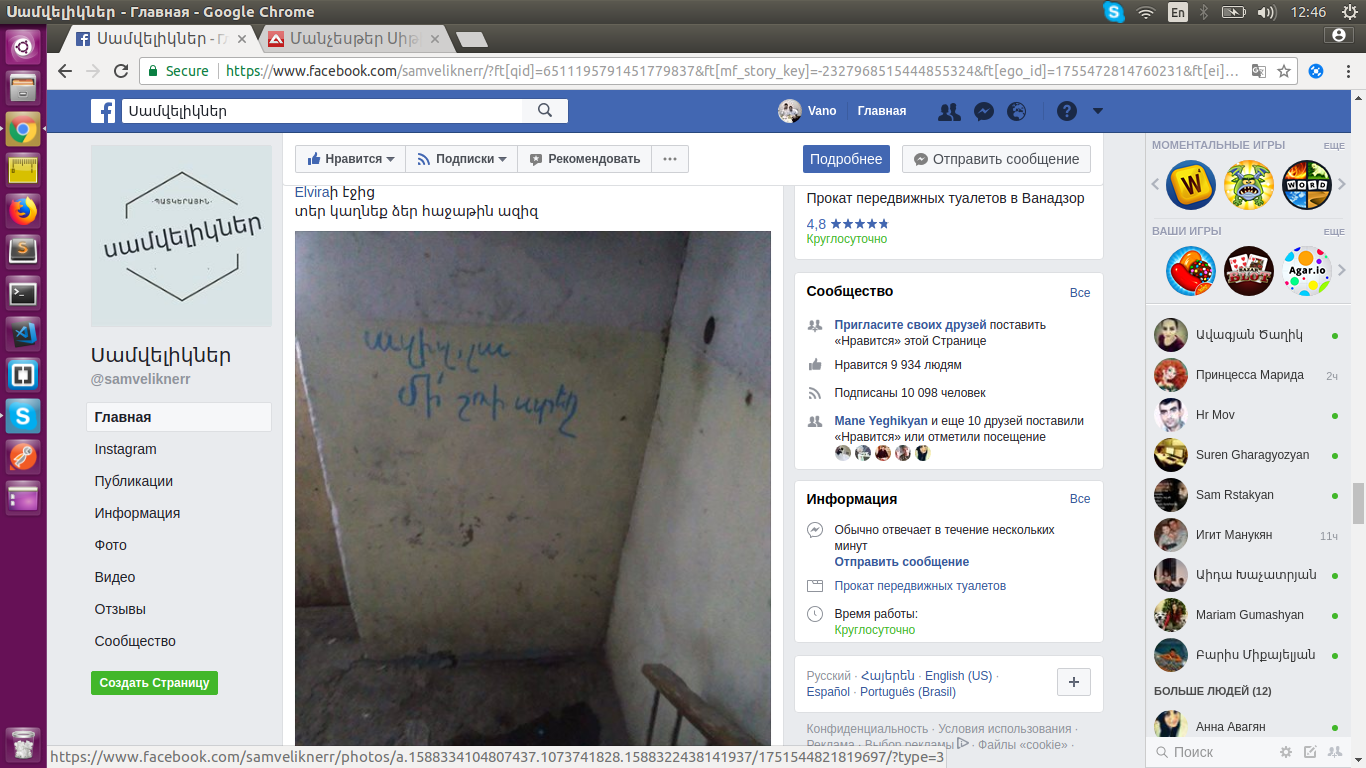 Սամվելիկներ - Главная - Google Chrome
En
12:46
Սամվելիկներ - Гл
Մանչեսթեր Սիթ
Secure
https://www.facebook.com/samveliknerr/?ft[qid]=6511195791451779837&ft[mf_story_key]=-2327968515444855324&ft[ego_id]=1755472814760231&ft[ei]...
Սամվելիկներ
Vano
Главная
Нравится
Подписки
Рекомендовать
Подробнее
Отправить сообщение
·ՊԱՏԿԵՐԱՅԻՆ·
սամվելիկներ
Սամվելիկներ
@samveliknerr
Главная
Instagram
Публикации
Информация
Фото
Видео
Отзывы
Сообщество
Создать Страницу
Elviraի էջից
տեր կաղնեք ձեր հաջաթին ազիզ
ազիզ, լա
Մի՛ շռի ստեղ
Прокат передвижных туалетов в Ванадзор
4,8 ★★★★★
Круглосуточно
Сообщество
Все
Пригласите своих друзей поставить
«Нравится» этой Странице
Нравится 9 934 людям
Подписаны 10 098 человек
Mane Yeghikyan и еще 10 друзей поставили
«Нравится» или отметили посещение
Информация
Все
Обычно отвечает в течение нескольких
минут
Отправить сообщение
Прокат передвижных туалетов
Время работы:
Круглосуточно
Русский · Հայերեն · English (US) ·
Español · Português (Brasil)
Конфиденциальность · Условия использования ·
Реклама · Выбор рекламы · Файлы «cookie» ·
МОМЕНТАЛЬНЫЕ ИГРЫ
ЕЩЕ
W
WORD
ВАШИ ИГРЫ
ЕЩЕ
BAZAR
BLOT
Agar.io
Ավագյան Ծաղիկ
Принцесса Марида
2ч
Hr Mov
Suren Gharagyozyan
Sam Rstakyan
Игит Манукян
11ч
Աիդա Խաչատրյան
Mariam Gumashyan
Բարիս Միքայելյան
БОЛЬШЕ ЛЮДЕЙ (12)
Анна Авагян
Поиск
https://www.facebook.com/samveliknerr/photos/a.1588334104807437.1073741828.1588322438141937/1751544821819697/?type=3